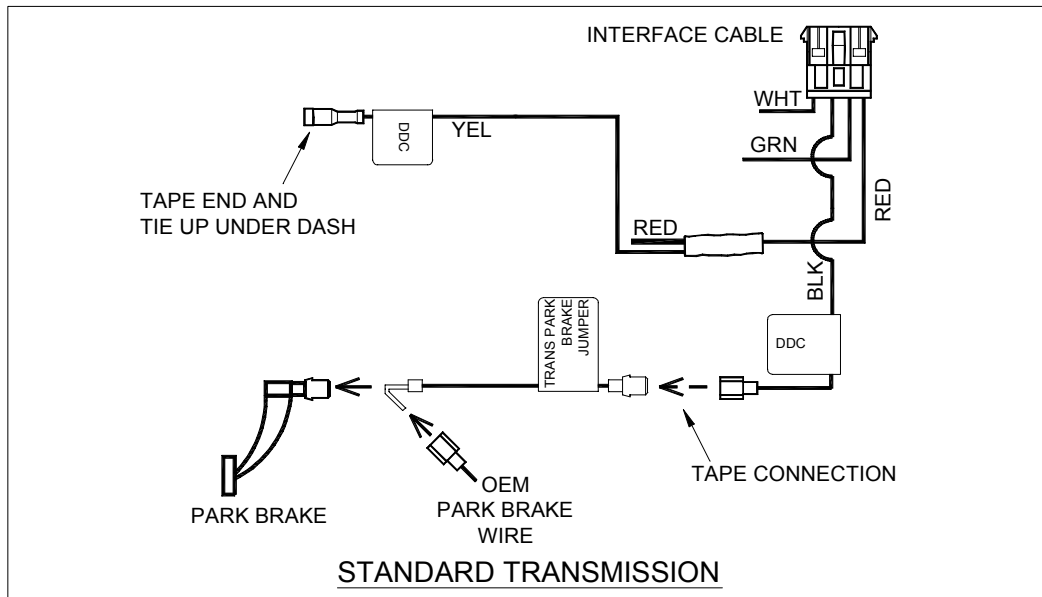 INTERFACE CABLE
WHT
DDC
YEL
GRN
TAPE END AND
TIE UP UNDER DASH
RED
RED
BLK
TRANS PARK
BRAKE
JUMPER
DDC
TAPE CONNECTION
OEM
PARK BRAKE
WIRE
PARK BRAKE
STANDARD TRANSMISSION